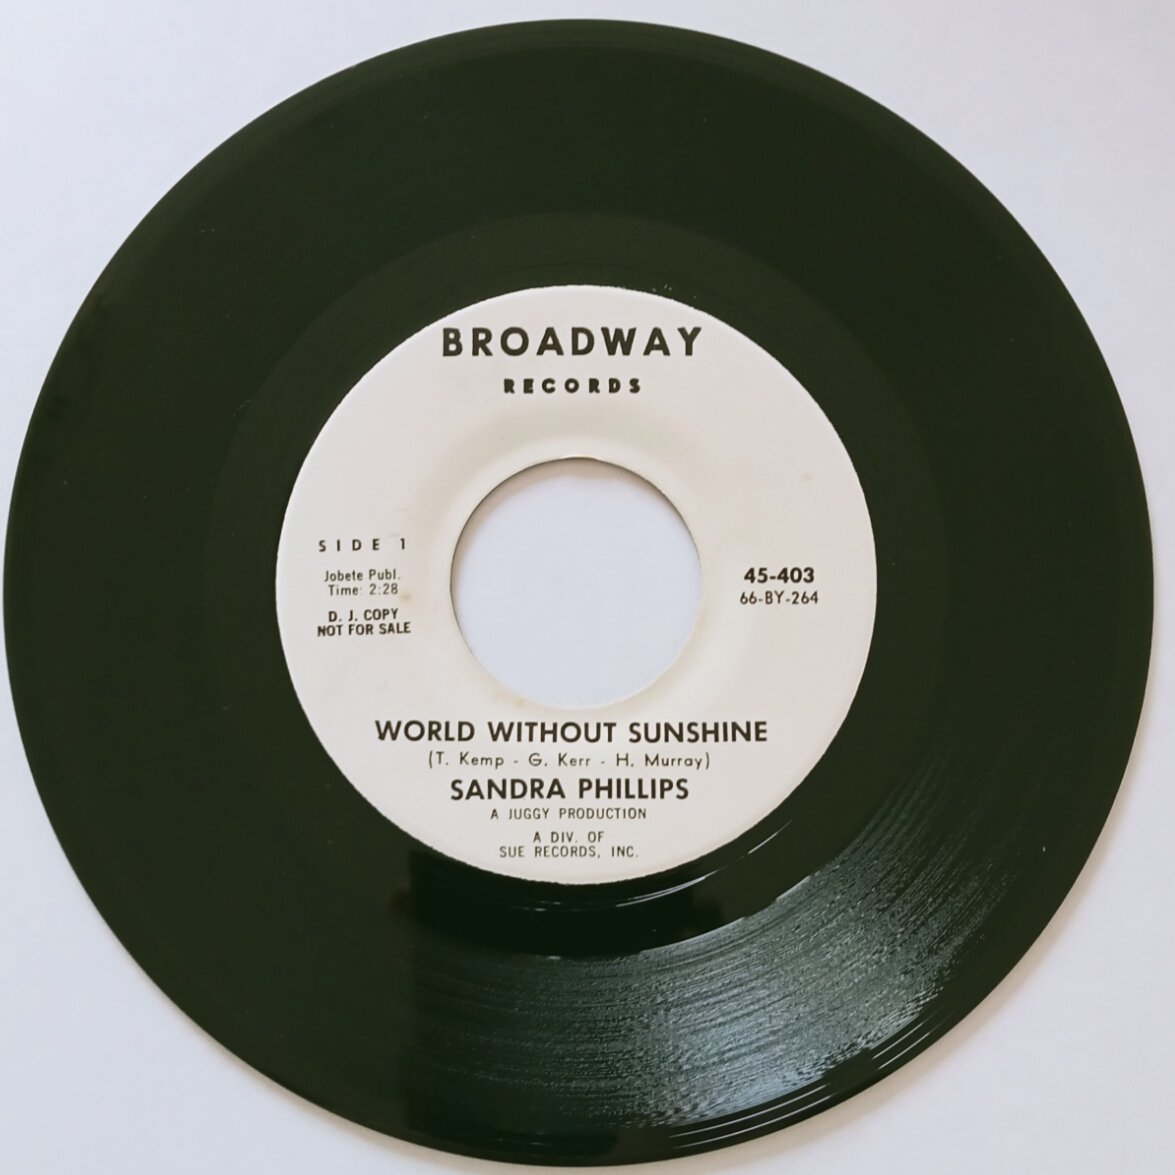 BROADWAY
RECORDS
SIDE 1
Jobete Publ.
Time: 2:28
D. J. COPY
NOT FOR SALE
45-403
66-BY-264
WORLD WITHOUT SUNSHINE
(T. Kemp - G. Kerr - H. Murray)
SANDRA PHILLIPS
A JUGGY PRODUCTION
A DIV. OF
SUE RECORDS, INC.